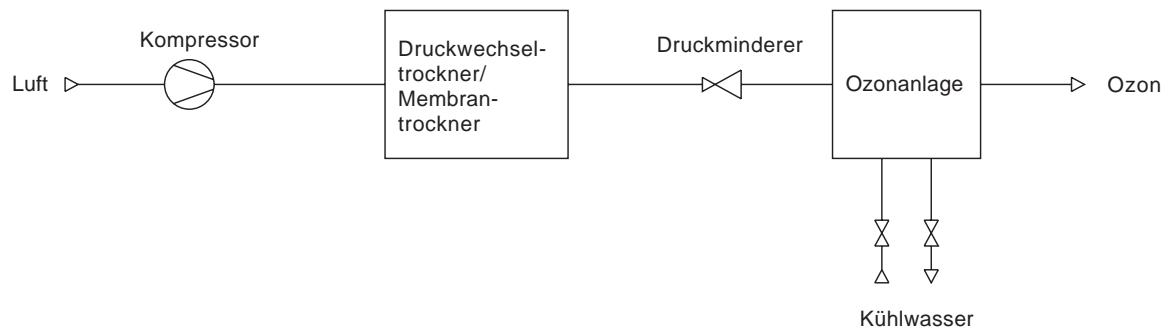 Kompressor
Druckwechsel-
trockner/
Membran-
trockner
Druckminderer
Luft
Ozonanlage
Ozon
Kühlwasser